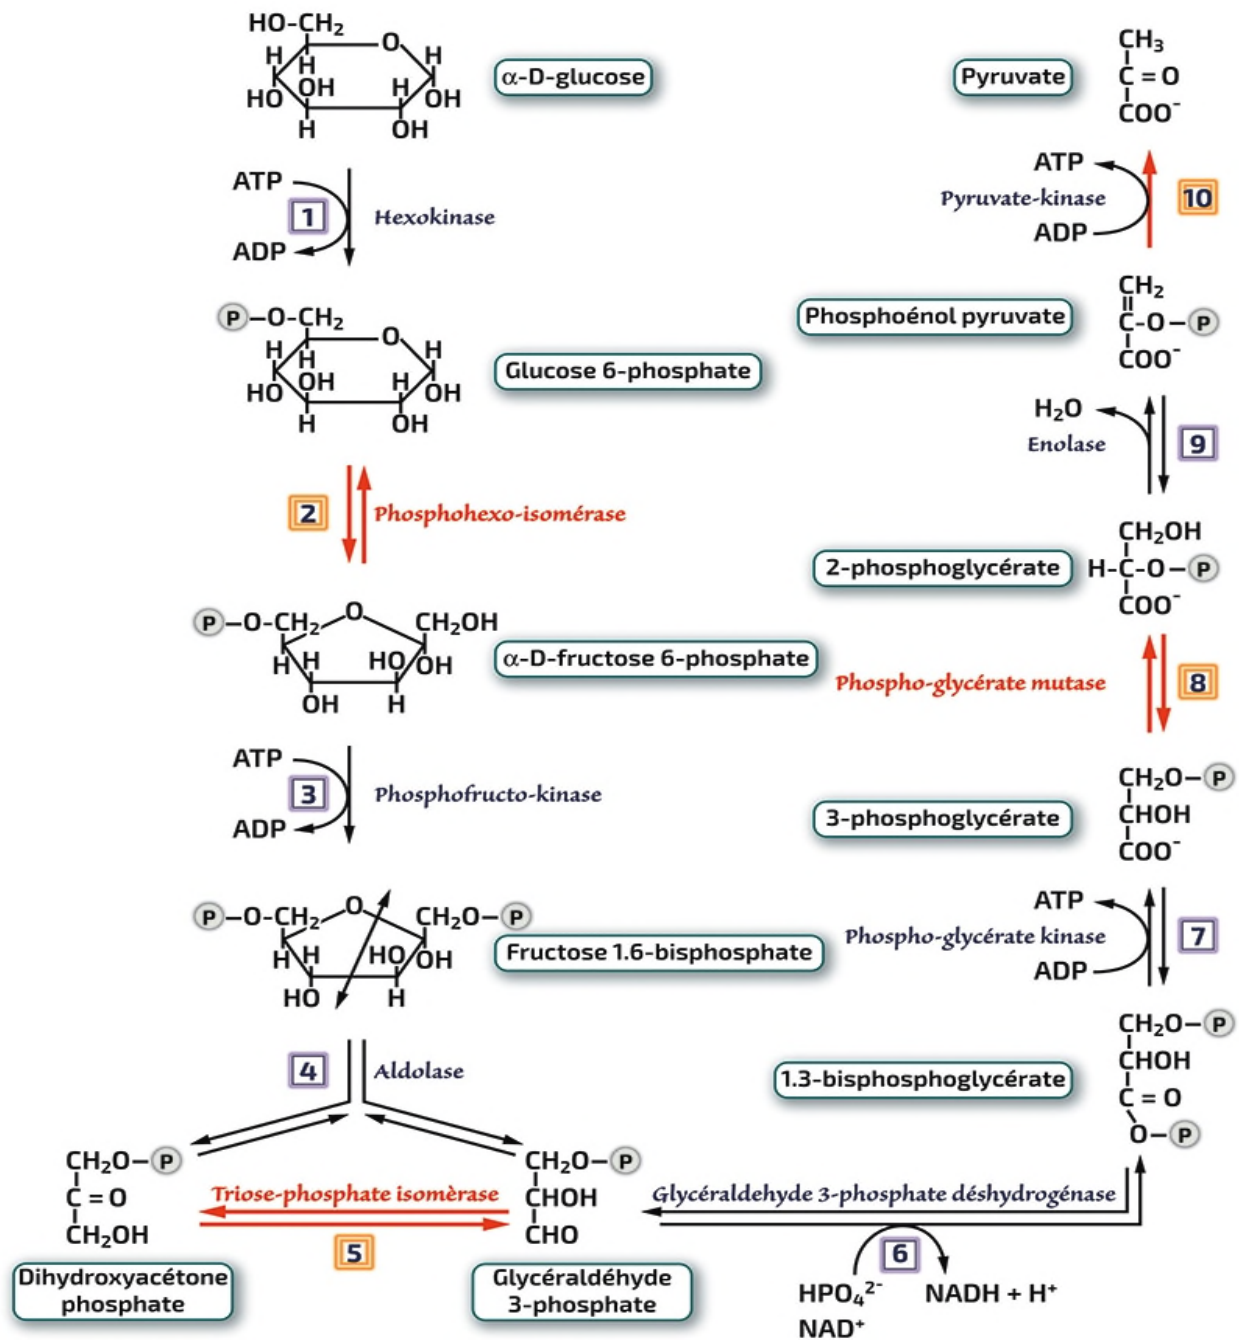 HO-CH₂
O
H
H
H
OH
H
HO
OH
H
OH
α-D-glucose
ATP
1
Hexokinase
ADP
P-O-CH₂
O
H
H
H
OH
H
HO
OH
H
OH
Glucose 6-phosphate
2
Phosphohexo-isomérase
P-O-CH₂
O
CH₂OH
H
H
HO
OH
OH
H
α-D-fructose 6-phosphate
ATP
3
Phosphofructo-kinase
ADP
P-O-CH₂
O
CH₂O-P
H
H
HO
OH
HO
H
Fructose 1.6-bisphosphate
4
Aldolase
CH₂O-P
C = O
CH₂OH
Dihydroxyacétone
phosphate
Triose-phosphate isomèrase
5
CH₂O-P
CHOH
CHO
Glycéraldéhyde
3-phosphate
Glycéraldehyde 3-phosphate déshydrogénase
6
HPO₄²⁻
NAD⁺
NADH + H⁺
CH₂O-P
CHOH
C = O
O-P
1.3-bisphosphoglycérate
ATP
Phospho-glycérate kinase
7
ADP
CH₂O-P
CHOH
COO⁻
3-phosphoglycérate
Phospho-glycérate mutase
8
CH₂OH
H-C-O-P
COO⁻
2-phosphoglycérate
H₂O
Enolase
9
CH₂
C-O-P
COO⁻
Phosphoénol pyruvate
ATP
Pyruvate-kinase
10
ADP
CH₃
C = O
COO⁻
Pyruvate